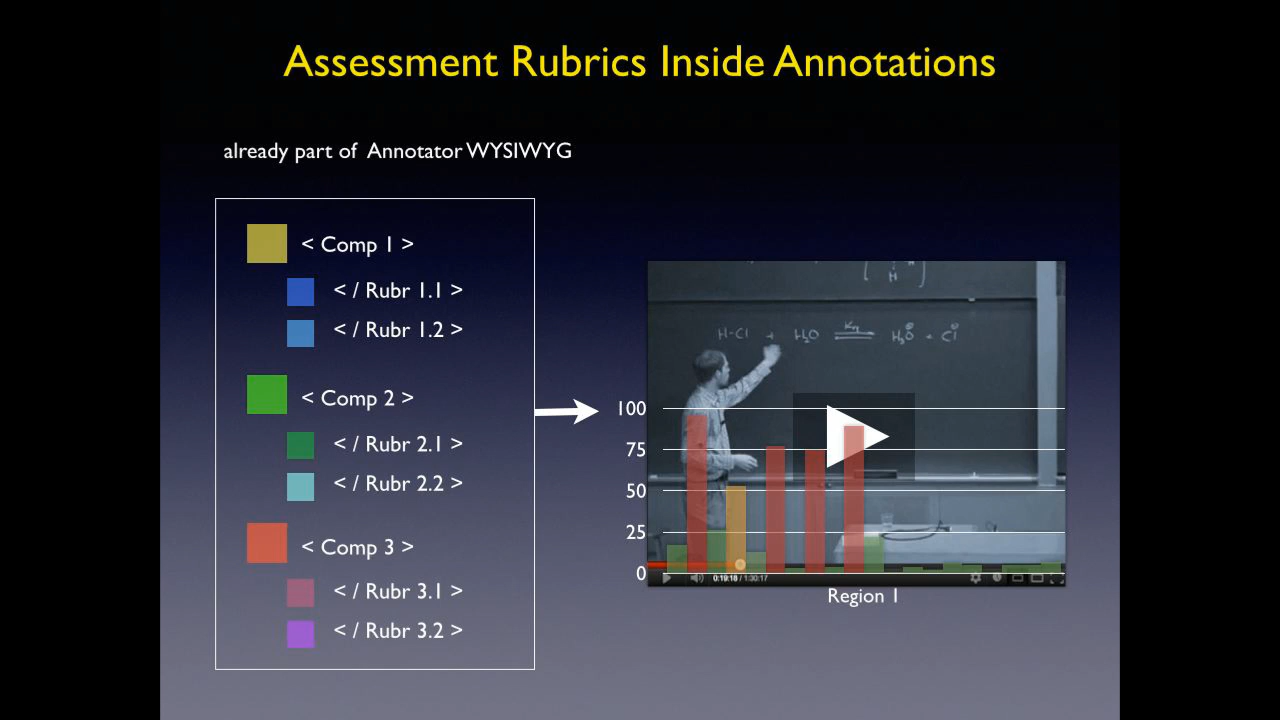 Assessment Rubrics Inside Annotations
already part of Annotator WYSIWYG
< Comp 1 >
< / Rubr 1.1 >
< / Rubr 1.2 >
< Comp 2 >
< / Rubr 2.1 >
< / Rubr 2.2 >
< Comp 3 >
< / Rubr 3.1 >
< / Rubr 3.2 >
H
H-Cl + H₂O
100
75
50
25
0
0:19:18 / 1:30:17
Region 1